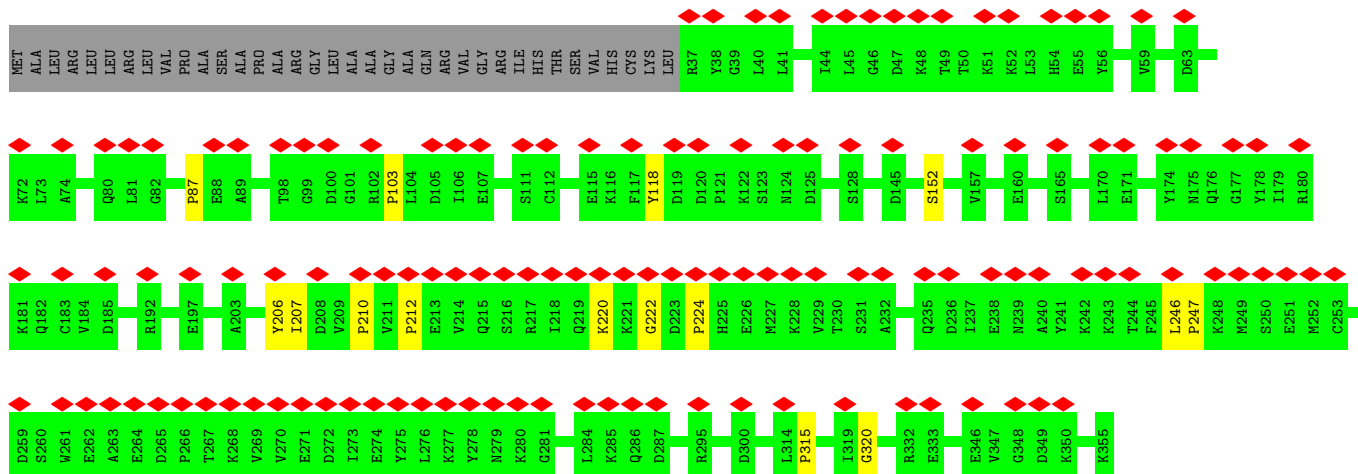 MET ALA LEU ARG LEU LEU ARG LEU VAL PRO ALA SER ALA PRO ALA ARG GLY LEU ALA ALA GLY ALA GLN ARG VAL GLY ARG ILE HIS THR SER VAL HIS CYS LYS LEU R37 Y38 G39 L40 L41 I44 L45 G46 D47 K48 T49 T50 K51 K52 L53 H54 E55 Y56 V59 D63
K72 L73 A74 Q80 L81 G82 P87 E88 A89 T98 G99 D100 G101 R102 P103 L104 D105 I106 E107 S111 C112 E115 K116 F117 Y118 D119 D120 P121 K122 S123 N124 D125 S128 D145 S152 V157 E160 S165 L170 E171 Y174 N175 Q176 G177 Y178 I179 R180
K181 Q182 C183 V184 D185 R192 E197 A203 Y206 I207 D208 V209 P210 V211 P212 E213 V214 Q215 S216 R217 I218 Q219 K220 K221 G222 D223 P224 H225 E226 M227 K228 V229 T230 S231 A232 Q235 D236 I237 E238 N239 A240 Y241 K242 K243 T244 F245 L246 P247 K248 M249 S250 E251 M252 C253
D259 S260 W261 E262 A263 E264 D265 P266 T267 K268 V269 V270 E271 D272 I273 E274 Y275 L276 K277 Y278 N279 K280 G281 L284 K285 Q286 D287 R295 D300 L314 P315 I319 G320 R332 E333 E346 V347 G348 D349 K350 K355